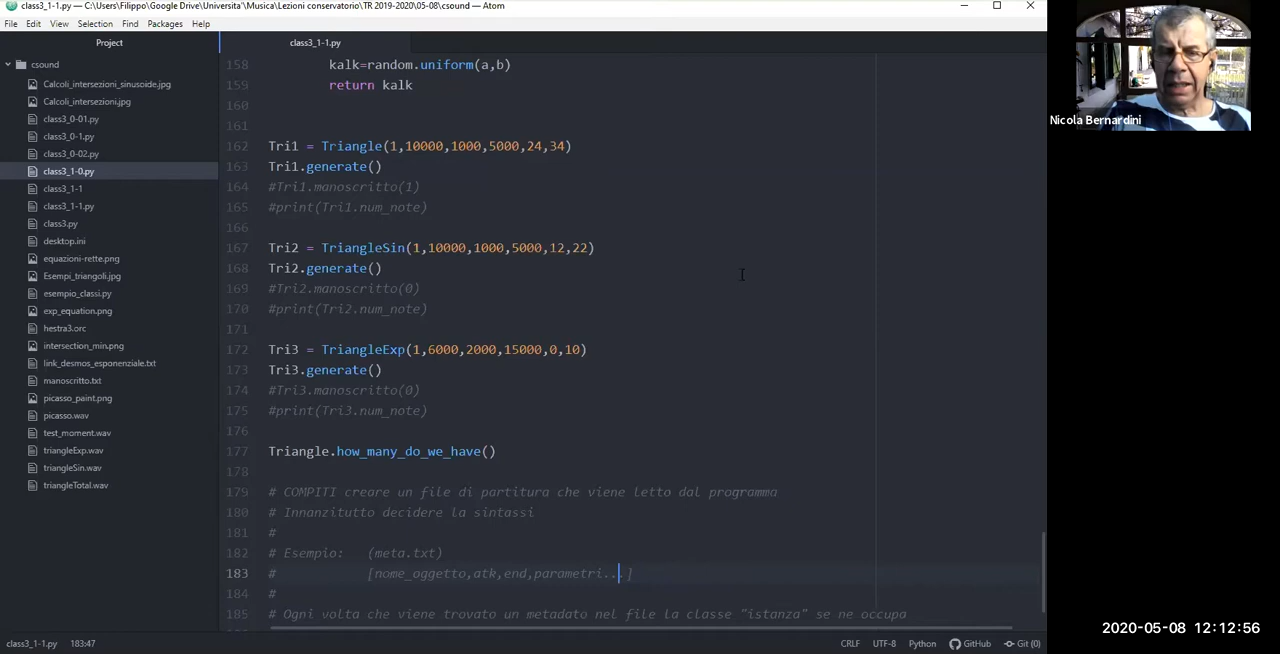 class3_1-1.py — C:\Users\Filippo\Google Drive\Universita'\Musica\Lezioni conservatorio\TR 2019-2020\05-08\csound — Atom
File Edit View Selection Find Packages Help
Project
class3_1-1.py
csound
Calcoli_intersezioni_sinusoide.jpg
Calcoli_intersezioni.jpg
class3_0-01.py
class3_0-1.py
class3_0-02.py
class3_1-0.py
class3_1-1
class3_1-1.py
class3.py
desktop.ini
equazioni-rette.png
Esempi_triangoli.jpg
esempio_classi.py
exp_equation.png
hestra3.orc
intersection_min.png
link_desmos_esponenziale.txt
manoscritto.txt
picasso_paint.png
picasso.wav
test_moment.wav
triangleExp.wav
triangleSin.wav
triangleTotal.wav
158 kalk=random.uniform(a,b)
159 return kalk
160
161
162 Tri1 = Triangle(1,10000,1000,5000,24,34)
163 Tri1.generate()
164 #Tri1.manoscritto(1)
165 #print(Tri1.num_note)
166
167 Tri2 = TriangleSin(1,10000,1000,5000,12,22)
168 Tri2.generate()
169 #Tri2.manoscritto(0)
170 #print(Tri2.num_note)
171
172 Tri3 = TriangleExp(1,6000,2000,15000,0,10)
173 Tri3.generate()
174 #Tri3.manoscritto(0)
175 #print(Tri3.num_note)
176
177 Triangle.how_many_do_we_have()
178
179 # COMPITI creare un file di partitura che viene letto dal programma
180 # Innanzitutto decidere la sintassi
181 #
182 # Esempio: (meta.txt)
183 # [nome_oggetto,atk,end,parametri...]
184 #
185 # Ogni volta che viene trovato un metadato nel file la classe "istanza" se ne occupa
class3_1-1.py 183:47 CRLF UTF-8 Python GitHub Git (0)
Nicola Bernardini
2020-05-08 12:12:56